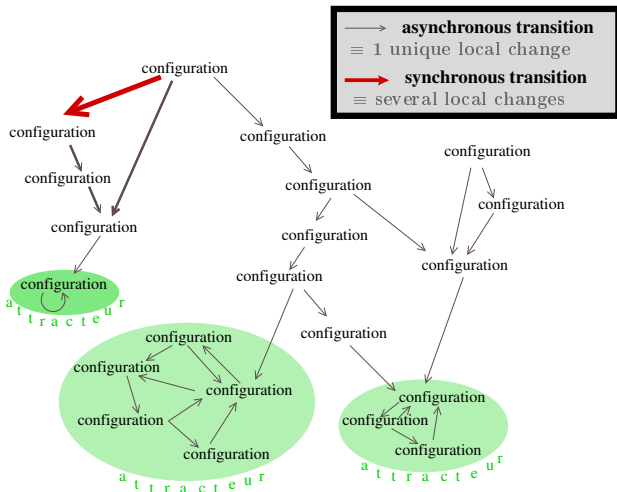 asynchronous transition
≡ 1 unique local change
synchronous transition
≡ several local changes
configuration
configuration
configuration
configuration
configuration
configuration
configuration
configuration
configuration
configuration
configuration
configuration
configuration
attracteur
configuration
configuration
configuration
configuration
configuration
configuration
attracteur
configuration
configuration
configuration
attracteur